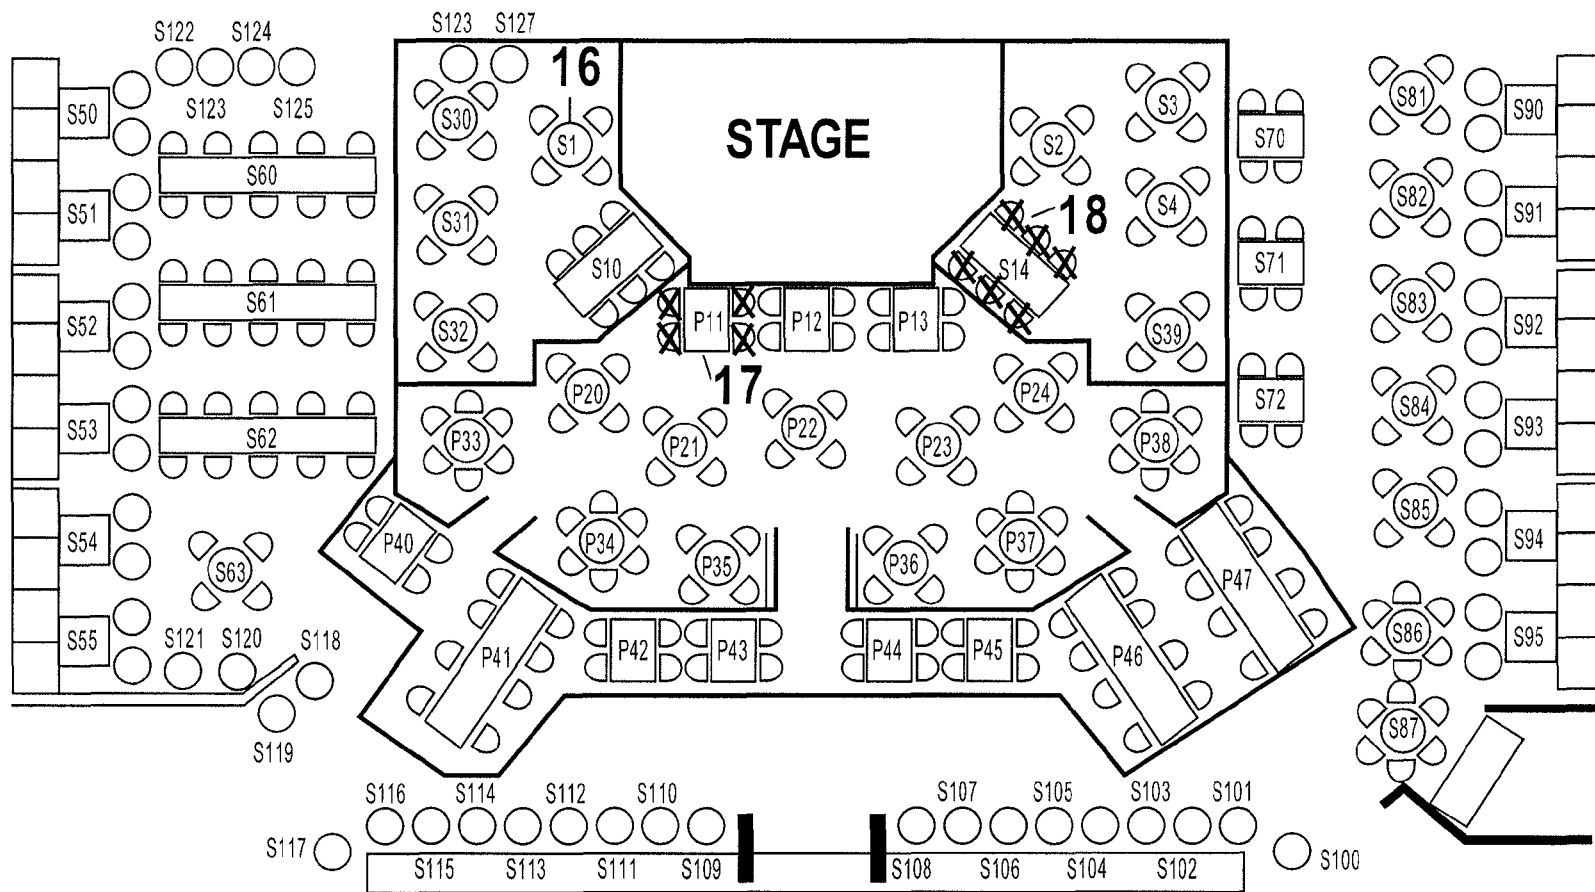 S122 S124 S123 S127
S123 S125
16
STAGE
S50 S30 S1 S2 S3 S70 S81 S90
S60
S51 S31 18 S4 S82 S91
S10 S14 S71
S52 S61 S32 P11 P12 P13 S39 S83 S92
17
S53 S62 P33 P20 P21 P22 P23 P24 P38 S72 S84 S93
S54 S63 P40 P34 P35 P36 P37 P47 S85 S94
S55 S121 S120 S118 P41 P42 P43 P44 P45 P46 S86 S95
S119 S87
S116 S114 S112 S110 S107 S105 S103 S101
S117 S115 S113 S111 S109 S108 S106 S104 S102 S100